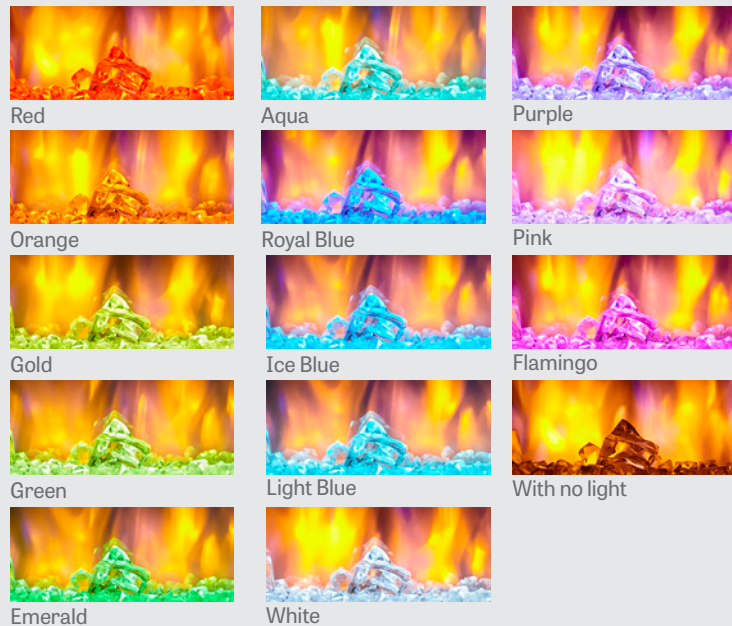 Red
Aqua
Purple
Orange
Royal Blue
Pink
Gold
Ice Blue
Flamingo
Green
Light Blue
With no light
Emerald
White